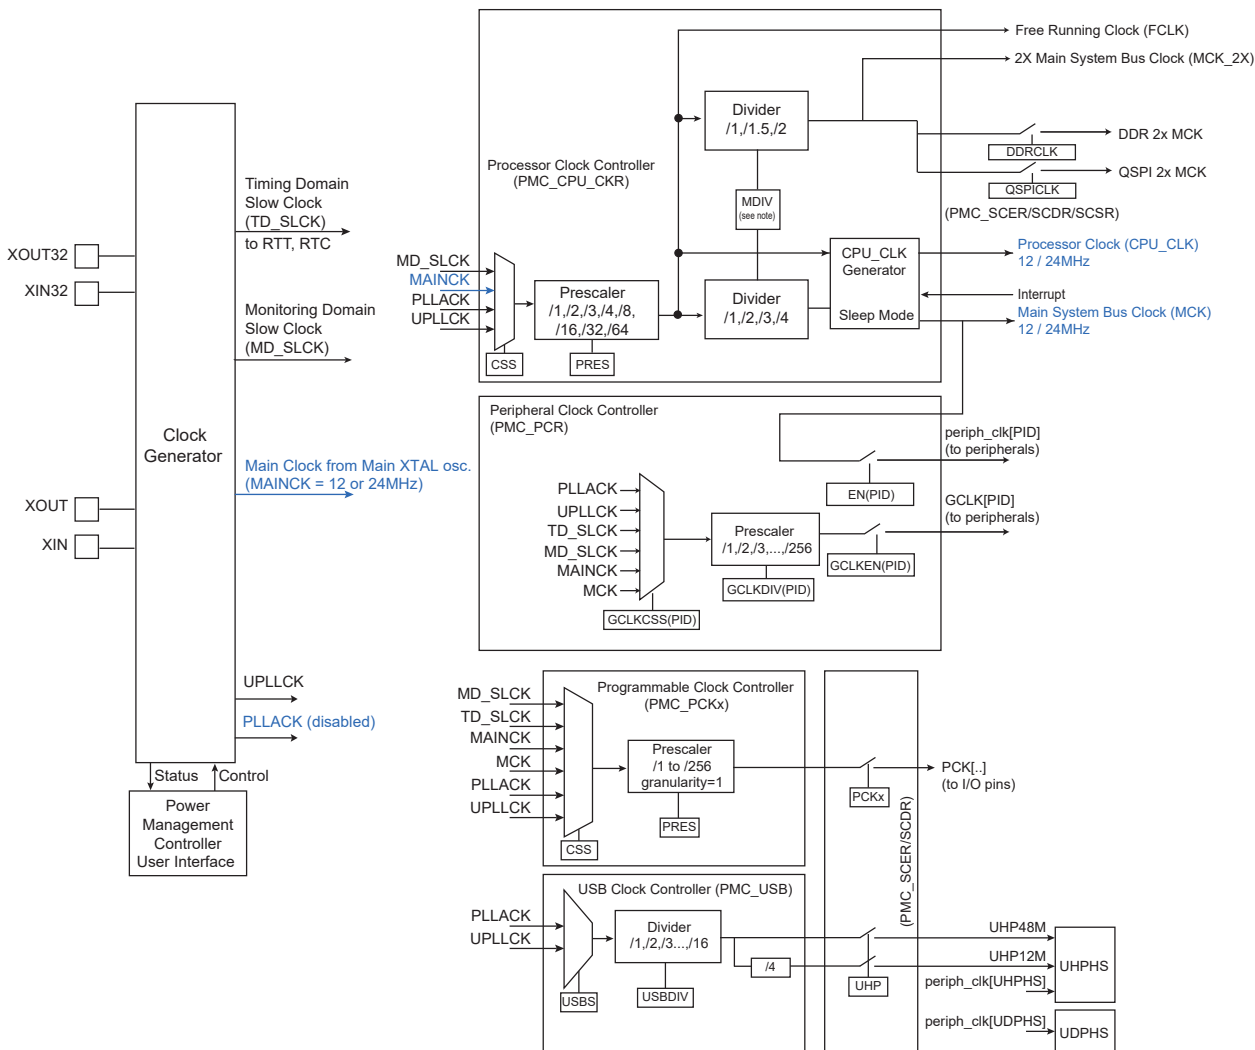 Free Running Clock (FCLK)
2X Main System Bus Clock (MCK_2X)
Divider
/1,/1.5,/2
DDR 2x MCK
DDRCLK
QSPI 2x MCK
QSPICLK
(PMC_SCER/SCDR/SCSR)
Processor Clock Controller
(PMC_CPU_CKR)
MDIV
(see note)
MD_SLCK
MAINCK
PLLACK
UPLLCK
CSS
Prescaler
/1,/2,/3,/4,/8,
/16,/32,/64
PRES
Divider
/1,/2,/3,/4
CPU_CLK
Generator
Sleep Mode
Processor Clock (CPU_CLK)
12 / 24MHz
Interrupt
Main System Bus Clock (MCK)
12 / 24MHz
XOUT32
XIN32
XOUT
XIN
Clock
Generator
Timing Domain
Slow Clock
(TD_SLCK)
to RTT, RTC
Monitoring Domain
Slow Clock
(MD_SLCK)
Main Clock from Main XTAL osc.
(MAINCK = 12 or 24MHz)
UPLLCK
PLLACK (disabled)
Status
Control
Power
Management
Controller
User Interface
Peripheral Clock Controller
(PMC_PCR)
PLLACK
UPLLCK
TD_SLCK
MD_SLCK
MAINCK
MCK
GCLKCSS(PID)
Prescaler
/1,/2,/3,...,/256
GCLKDIV(PID)
EN(PID)
GCLKEN(PID)
periph_clk[PID]
(to peripherals)
GCLK[PID]
(to peripherals)
Programmable Clock Controller
(PMC_PCKx)
MD_SLCK
TD_SLCK
MAINCK
MCK
PLLACK
UPLLCK
CSS
Prescaler
/1 to /256
granularity=1
PRES
PCKx
(PMC_SCER/SCDR)
PCK[..]
(to I/O pins)
USB Clock Controller (PMC_USB)
PLLACK
UPLLCK
USBS
Divider
/1,/2,/3...,/16
USBDIV
/4
UHP
UHP48M
UHP12M
periph_clk[UHPHS]
UHPHS
periph_clk[UDPHS]
UDPHS